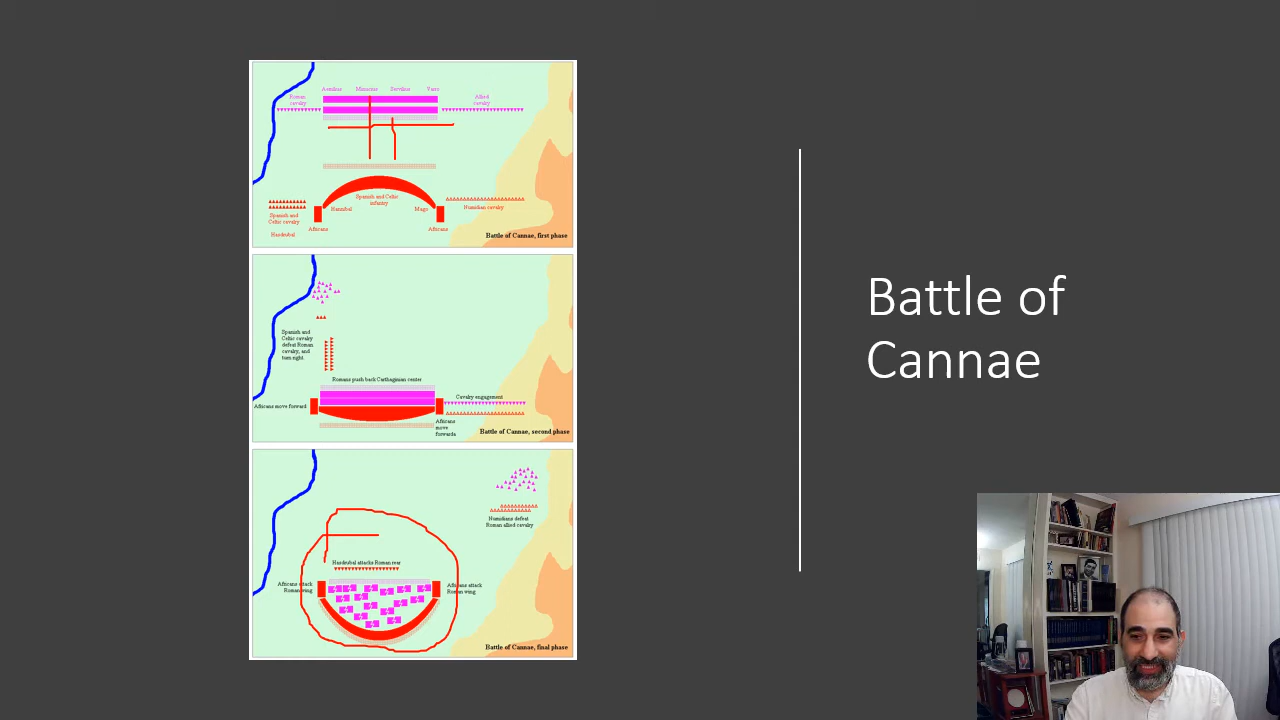 Aemilius Minucius Servilius Varro
Roman
cavalry
Allied
cavalry
Spanish and Celtic
infantry
Hannibal
Mago
Numidian cavalry
Spanish and
Celtic cavalry
Hasdrubal
Africans
Africans
Battle of Cannae, first phase
Spanish and
Celtic cavalry
defeat Roman
cavalry, and
turn right.
Romans push back Carthaginian center
Cavalry engagement
Africans move forward
Africans
move
forwards
Battle of Cannae, second phase
Numidians defeat
Roman allied cavalry
Hasdrubal attacks Roman rear
Africans attack
Roman wing
Africans attack
Roman wing
Battle of Cannae, final phase
Battle of
Cannae